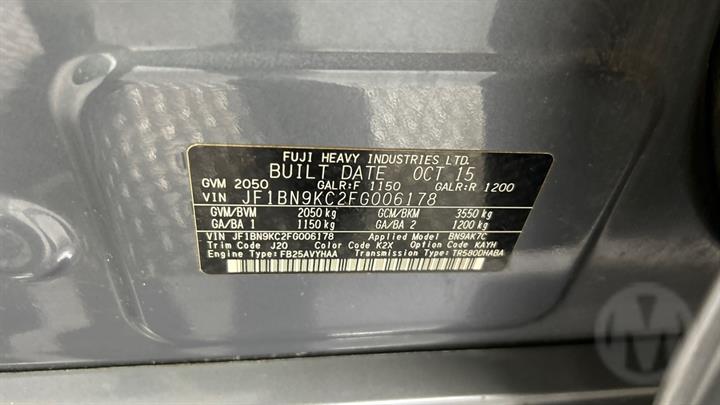 FUJI HEAVY INDUSTRIES LTD.
BUILT DATE OCT 15
GVM 2050 GALR:F 1150 GALR:R 1200
VIN JF1BN9KC2FG006178
GVM/BVM 2050 kg GCM/BKM 3550 kg
GA/BA 1 1150 kg GA/BA 2 1200 kg
VIN JF1BN9KC2FG006178 Applied Model BN9AK7C
Trim Code J20 Color Code K2X Option Code KAYH
Engine Type: FB25AVYHAA Transmission Type: TR580DHABA